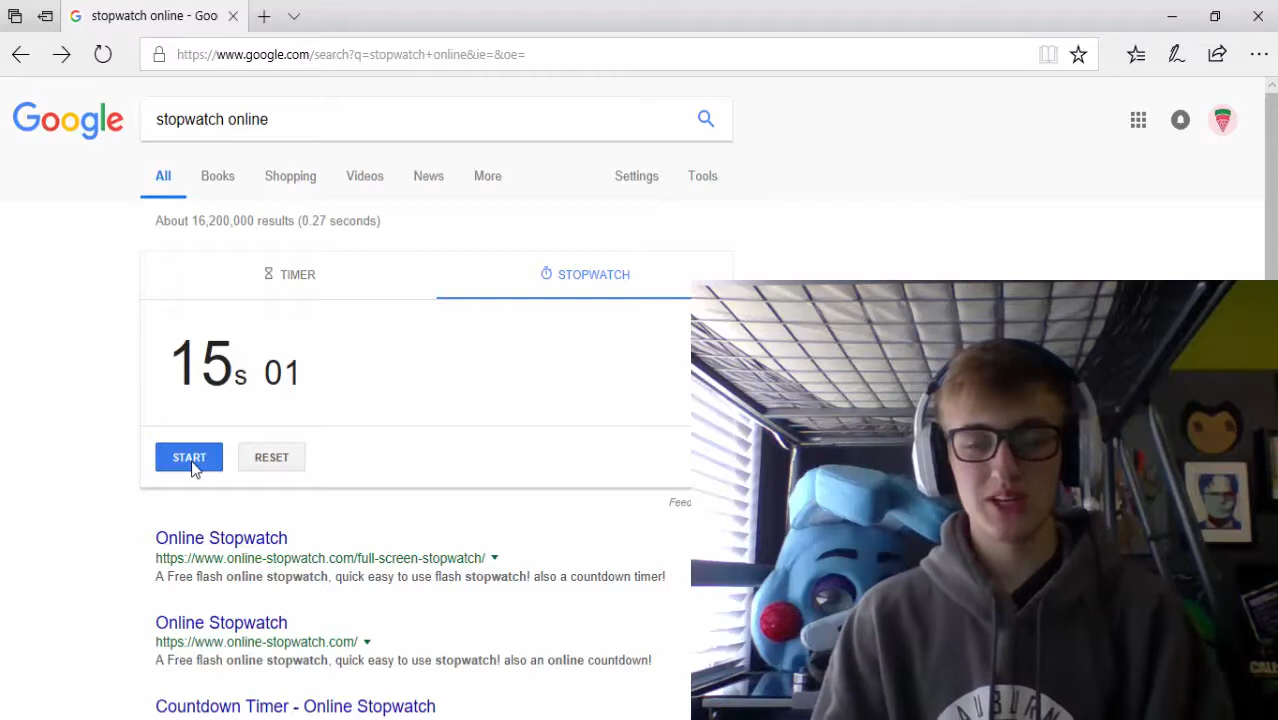 stopwatch online - Goo
https://www.google.com/search?q=stopwatch+online&ie=&oe=
Google
stopwatch online
All
Books
Shopping
Videos
News
More
Settings
Tools
About 16,200,000 results (0.27 seconds)
TIMER
STOPWATCH
15s 01
START
RESET
Feed
Online Stopwatch
https://www.online-stopwatch.com/full-screen-stopwatch/
A Free flash online stopwatch, quick easy to use flash stopwatch! also a countdown timer!
Online Stopwatch
https://www.online-stopwatch.com/
A Free flash online stopwatch, quick easy to use stopwatch! also an online countdown!
Countdown Timer - Online Stopwatch
AUBURN
CALL